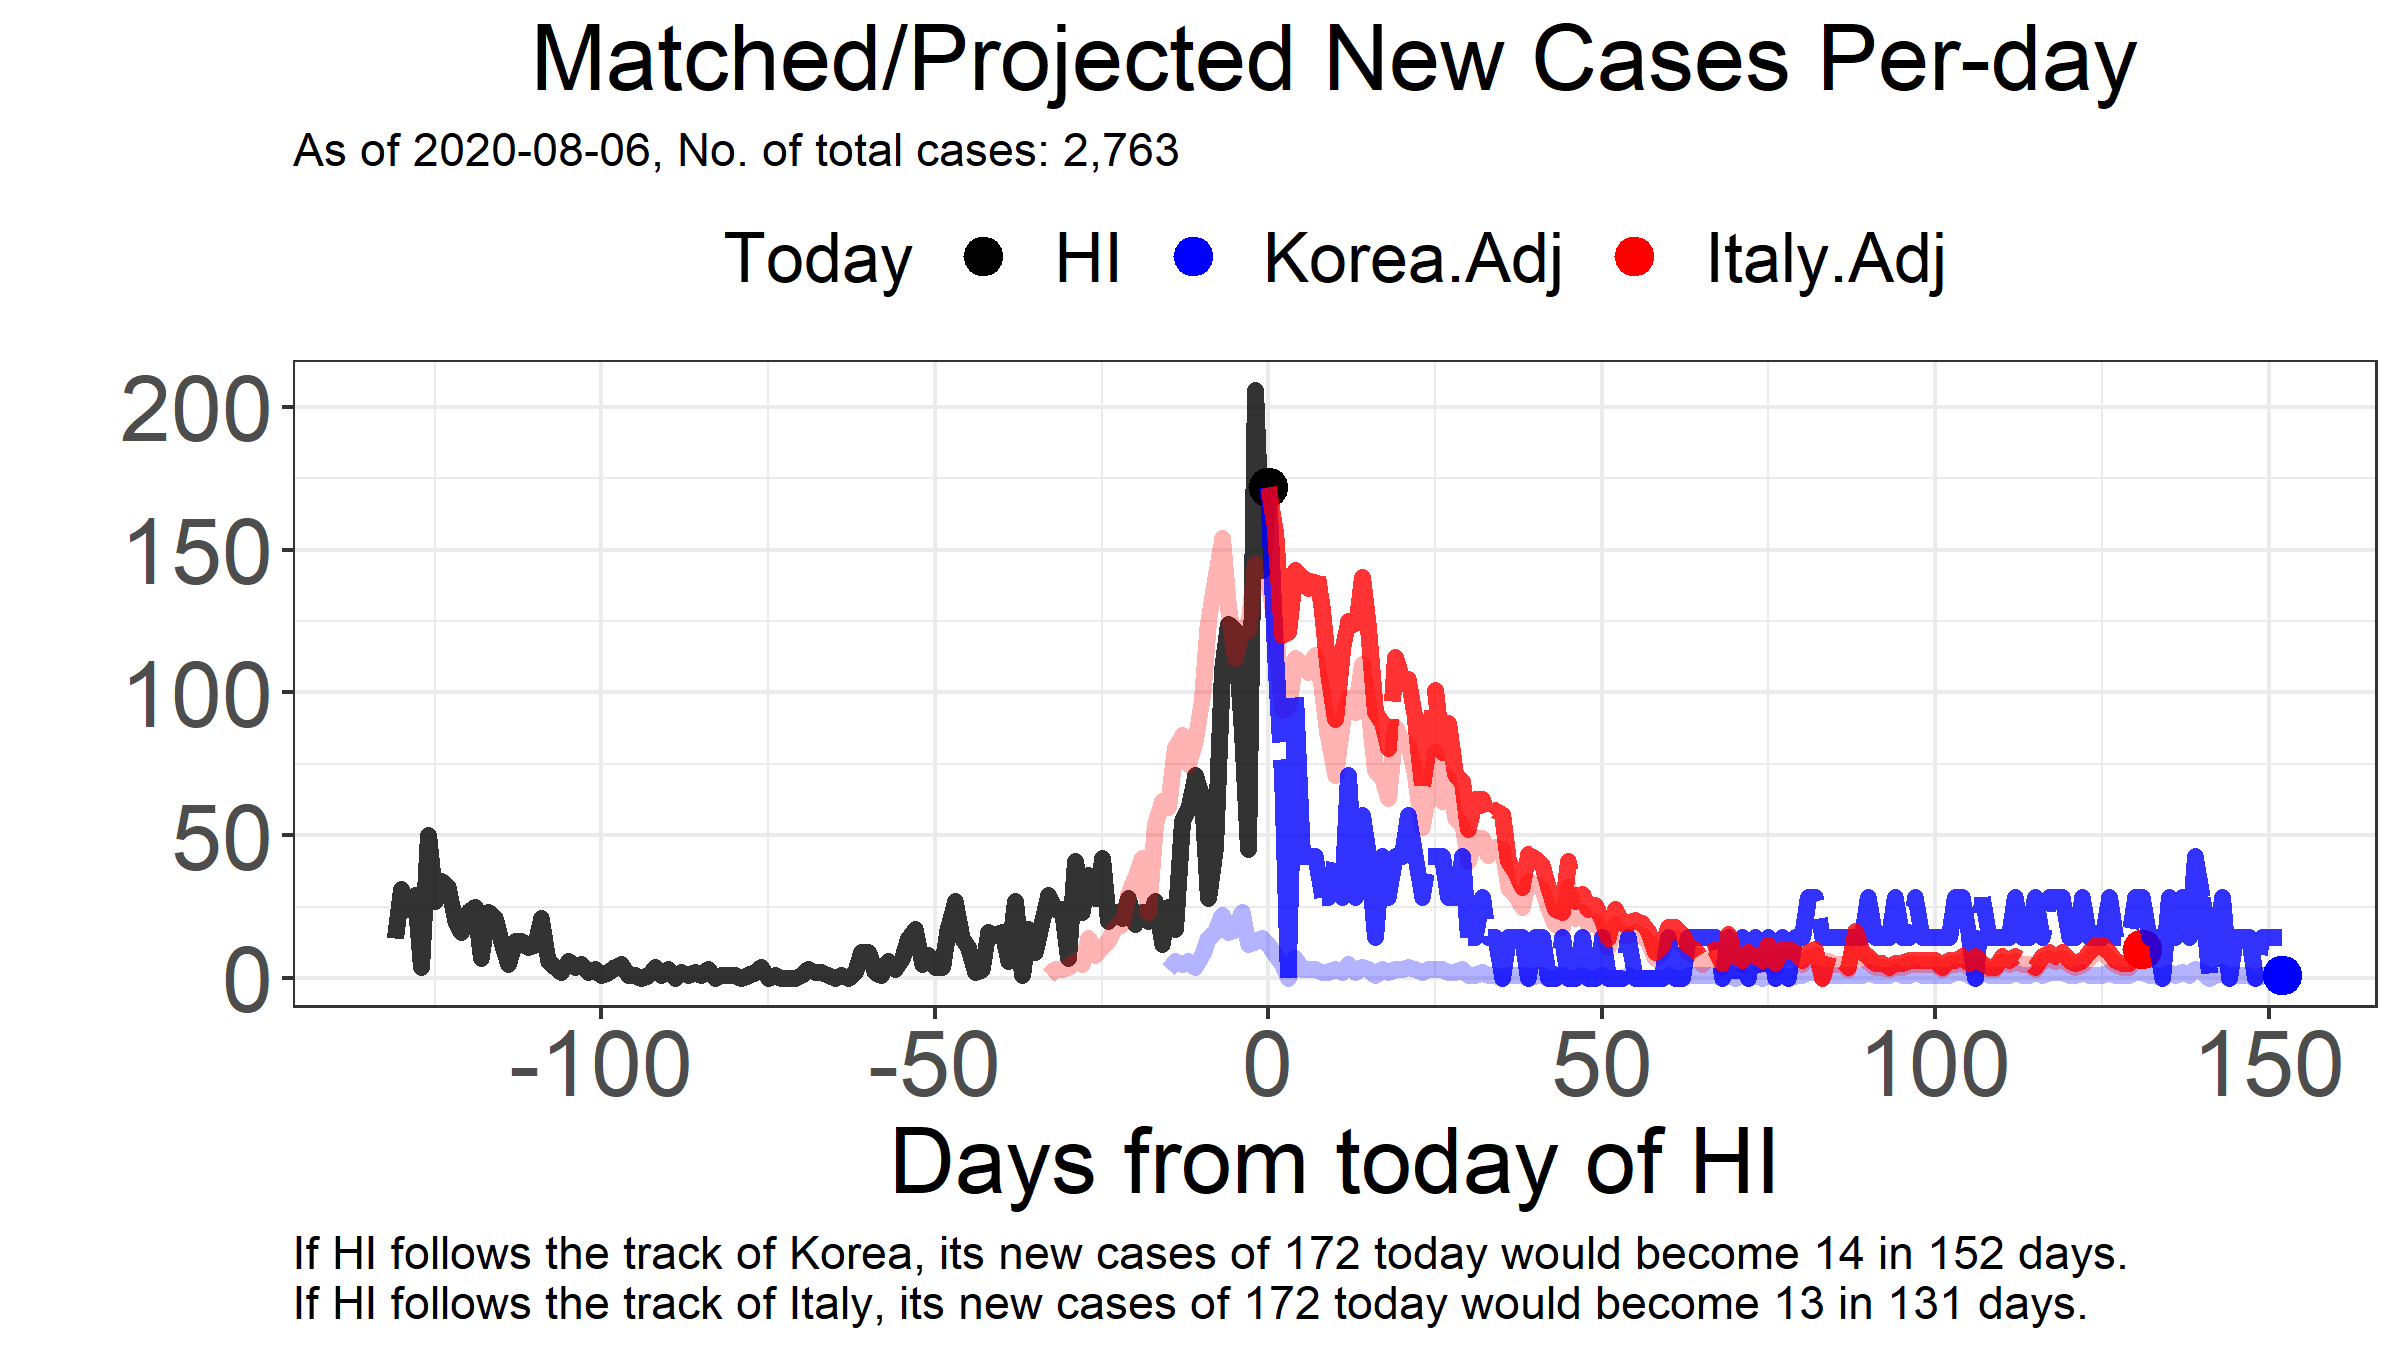 Matched/Projected New Cases Per-day
As of 2020-08-06, No. of total cases: 2,763
Today HI Korea.Adj Italy.Adj
200
150
100
50
0
-100 -50 0 50 100 150
Days from today of HI
If HI follows the track of Korea, its new cases of 172 today would become 14 in 152 days.
If HI follows the track of Italy, its new cases of 172 today would become 13 in 131 days.